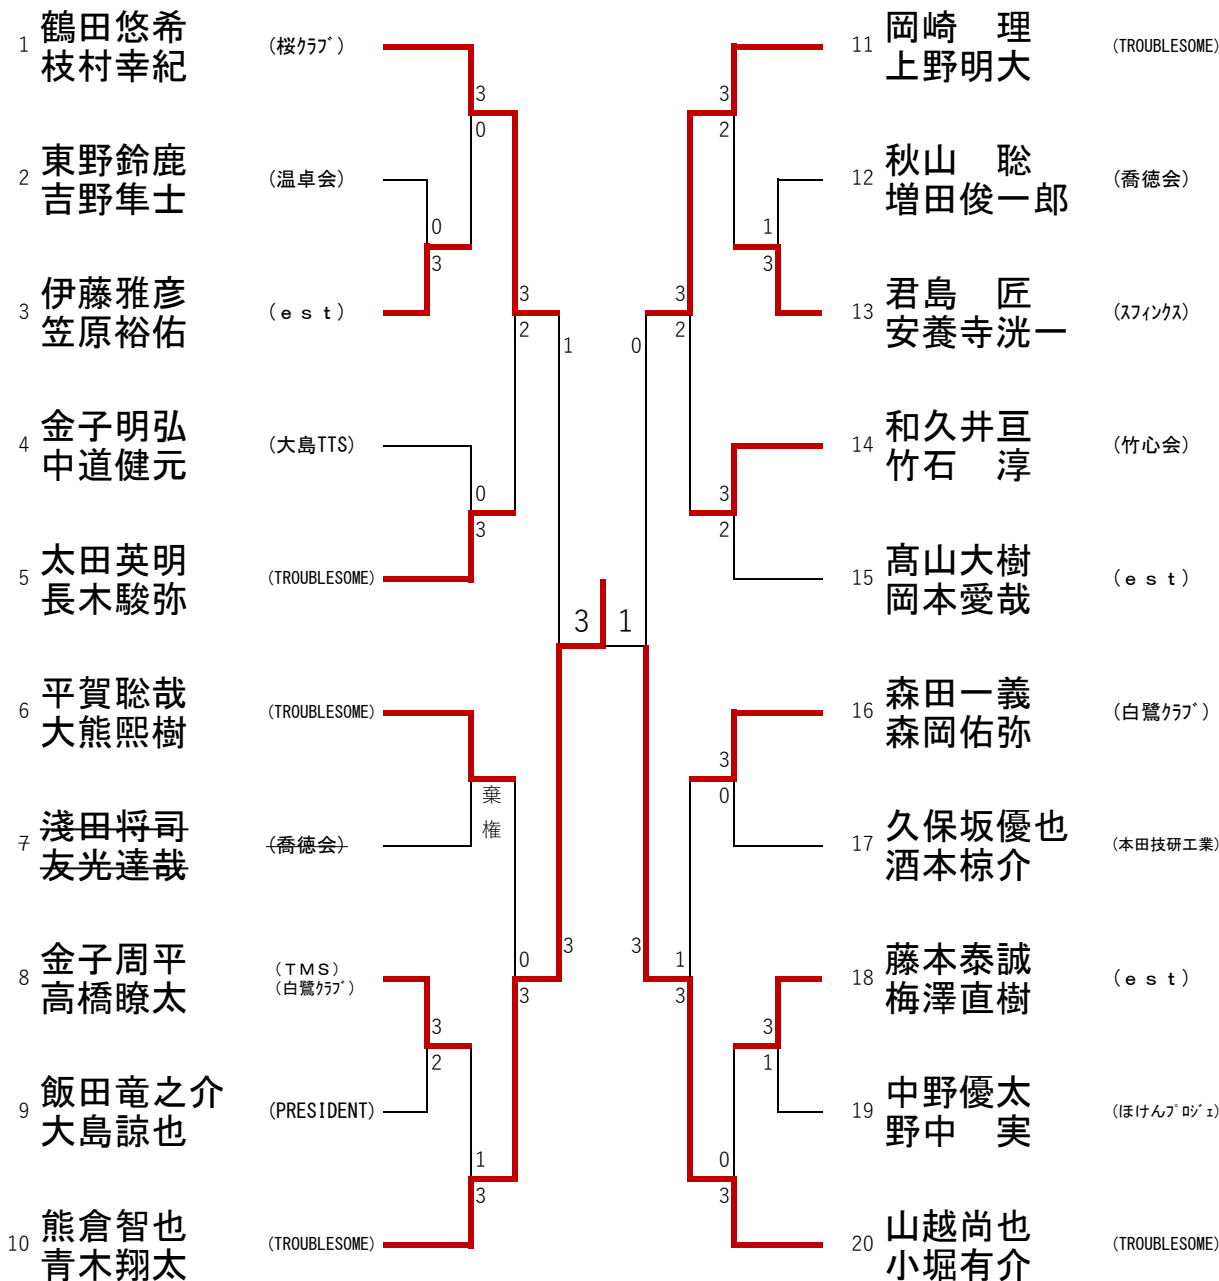 1 鶴田悠希
枝村幸紀 (桜ｸﾗﾌﾞ)
2 東野鈴鹿
吉野隼士 (温卓会)
3 伊藤雅彦
笠原裕佑 (ｅｓｔ)
4 金子明弘
中道健元 (大島TTS)
5 太田英明
長木駿弥 (TROUBLESOME)
6 平賀聡哉
大熊煕樹 (TROUBLESOME)
7 淺田将司
友光達哉 (喬徳会)
8 金子周平
高橋瞭太 (ＴＭＳ)
(白鷺ｸﾗﾌﾞ)
9 飯田竜之介
大島諒也 (PRESIDENT)
10 熊倉智也
青木翔太 (TROUBLESOME)
3
0
0
3
3
2
1
0
3
3
棄
権
0
3
3
3
2
1
3
1
3
2
1
3
3
2
0
3
2
3
0
3
1
3
3
1
0
3
11 岡崎　理
上野明大 (TROUBLESOME)
12 秋山　聡
増田俊一郎 (喬徳会)
13 君島　匠
安養寺洸一 (ｽﾌｨﾝｸｽ)
14 和久井亘
竹石　淳 (竹心会)
15 髙山大樹
岡本愛哉 (ｅｓｔ)
16 森田一義
森岡佑弥 (白鷺ｸﾗﾌﾞ)
17 久保坂優也
酒本椋介 (本田技研工業)
18 藤本泰誠
梅澤直樹 (ｅｓｔ)
19 中野優太
野中　実 (ほけんﾌﾟﾛｼﾞｪ)
20 山越尚也
小堀有介 (TROUBLESOME)